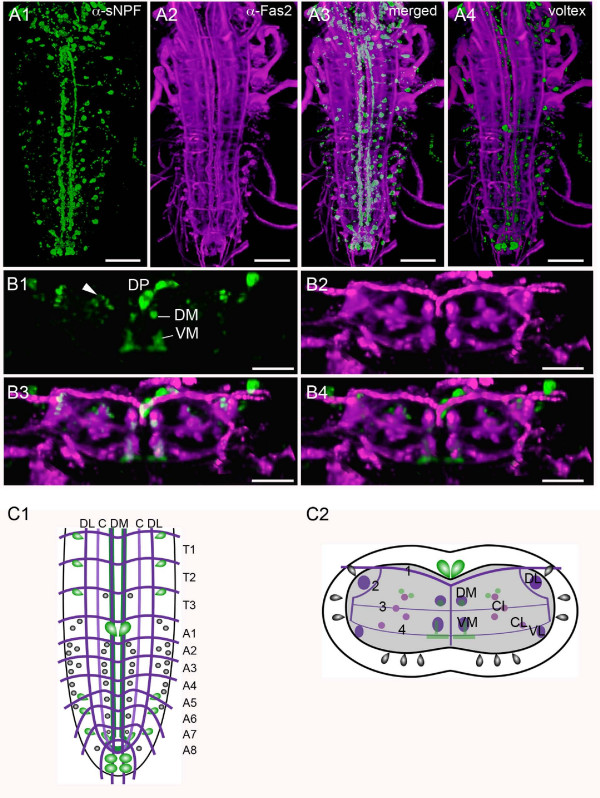 A1 α-sNPF A2 α-Fas2 A3 merged A4 voltex
B1 DP B2
DM
VM
B3 B4
C1 C2
DL C DM C DL
T1
T2
T3
A1
A2
A3
A4
A5
A6
A7
A8
1
2 DL
DM
3 CI
VM CL
4 VL